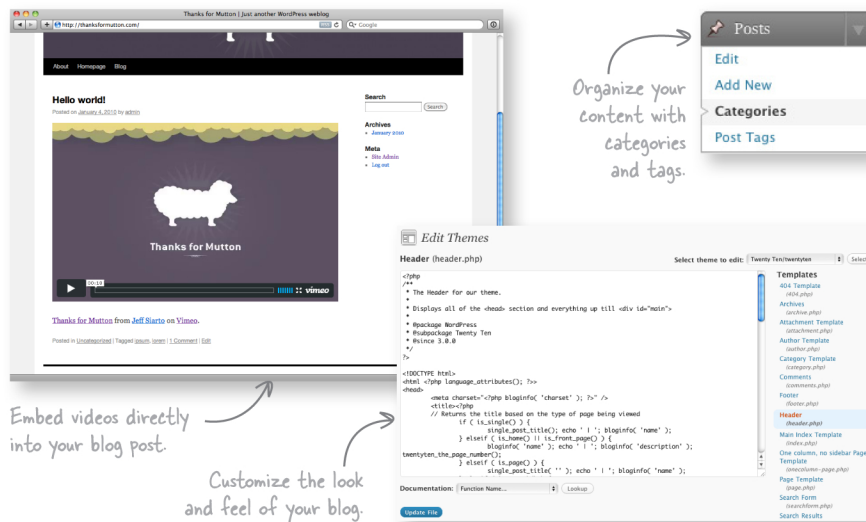 Thanks for Mutton | Just another WordPress weblog
http://thanksformutton.com/
Google
About Homepage Blog
Hello world!
Posted on January 4, 2010 by admin
Thanks for Mutton
00:19
vimeo
Thanks for Mutton from Jeff Siarto on Vimeo.
Posted in Uncategorized | Tagged ipsum, lorem | 1 Comment | Edit
Search
Search
Archives
January 2010
Meta
Site Admin
Log out
Organize your
content with
categories
and tags.
Posts
Edit
Add New
Categories
Post Tags
Embed videos directly
into your blog post.
Customize the look
and feel of your blog.
Edit Themes
Header (header.php)
Select theme to edit: Twenty Ten/twentyten Select
<?php
/**
* The Header for our theme.
*
* Displays all of the <head> section and everything up till <div id="main">
*
* @package WordPress
* @subpackage Twenty_Ten
* @since 3.0.0
*/
?>
<!DOCTYPE html>
<html <?php language_attributes(); ?>>
<head>
<meta charset="<?php bloginfo( 'charset' ); ?>" />
<title><?php
// Returns the title based on the type of page being viewed
if ( is_single() ) {
single_post_title(); echo ' | '; bloginfo( 'name' );
} elseif ( is_home() || is_front_page() ) {
bloginfo( 'name' ); echo ' | '; bloginfo( 'description' );
twentyten_the_page_number();
} elseif ( is_page() ) {
single_post_title( '' ); echo ' | '; bloginfo( 'name' );
Documentation: Function Name... Lookup
Update File
Templates
404 Template
(404.php)
Archives
(archive.php)
Attachment Template
(attachment.php)
Author Template
(author.php)
Category Template
(category.php)
Comments
(comments.php)
Footer
(footer.php)
Header
(header.php)
Main Index Template
(index.php)
One column, no sidebar Page
Template
(onecolumn-page.php)
Page Template
(page.php)
Search Form
(searchform.php)
Search Results